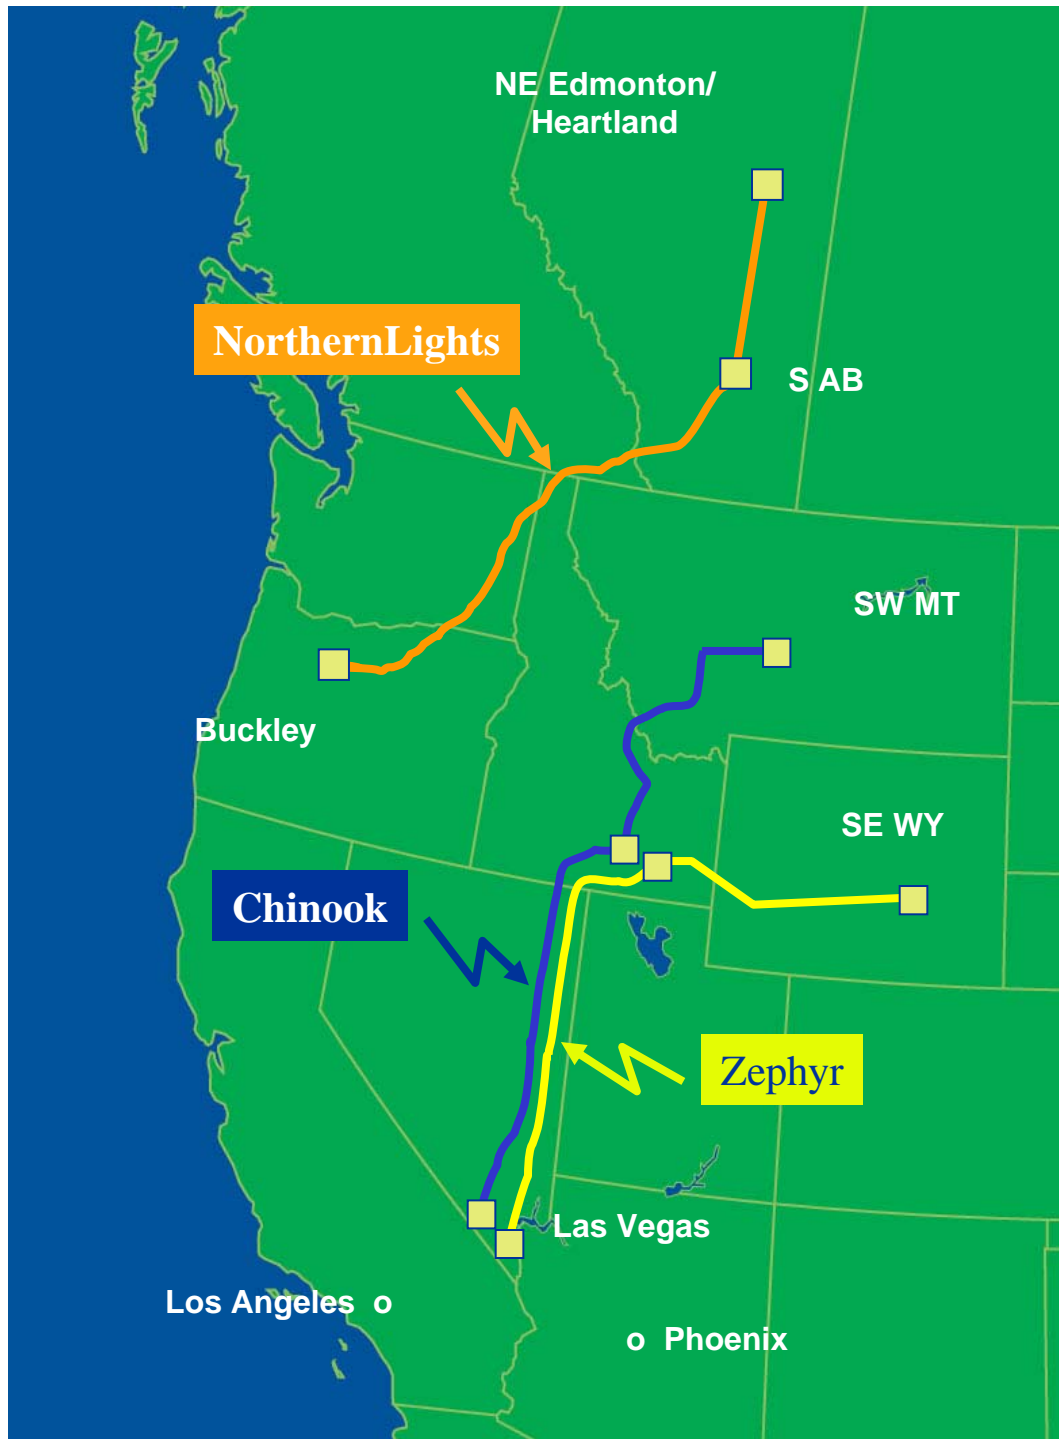 NE Edmonton/
Heartland
NorthernLights
S AB
SW MT
Buckley
SE WY
Chinook
Zephyr
Las Vegas
Los Angeles o
o Phoenix